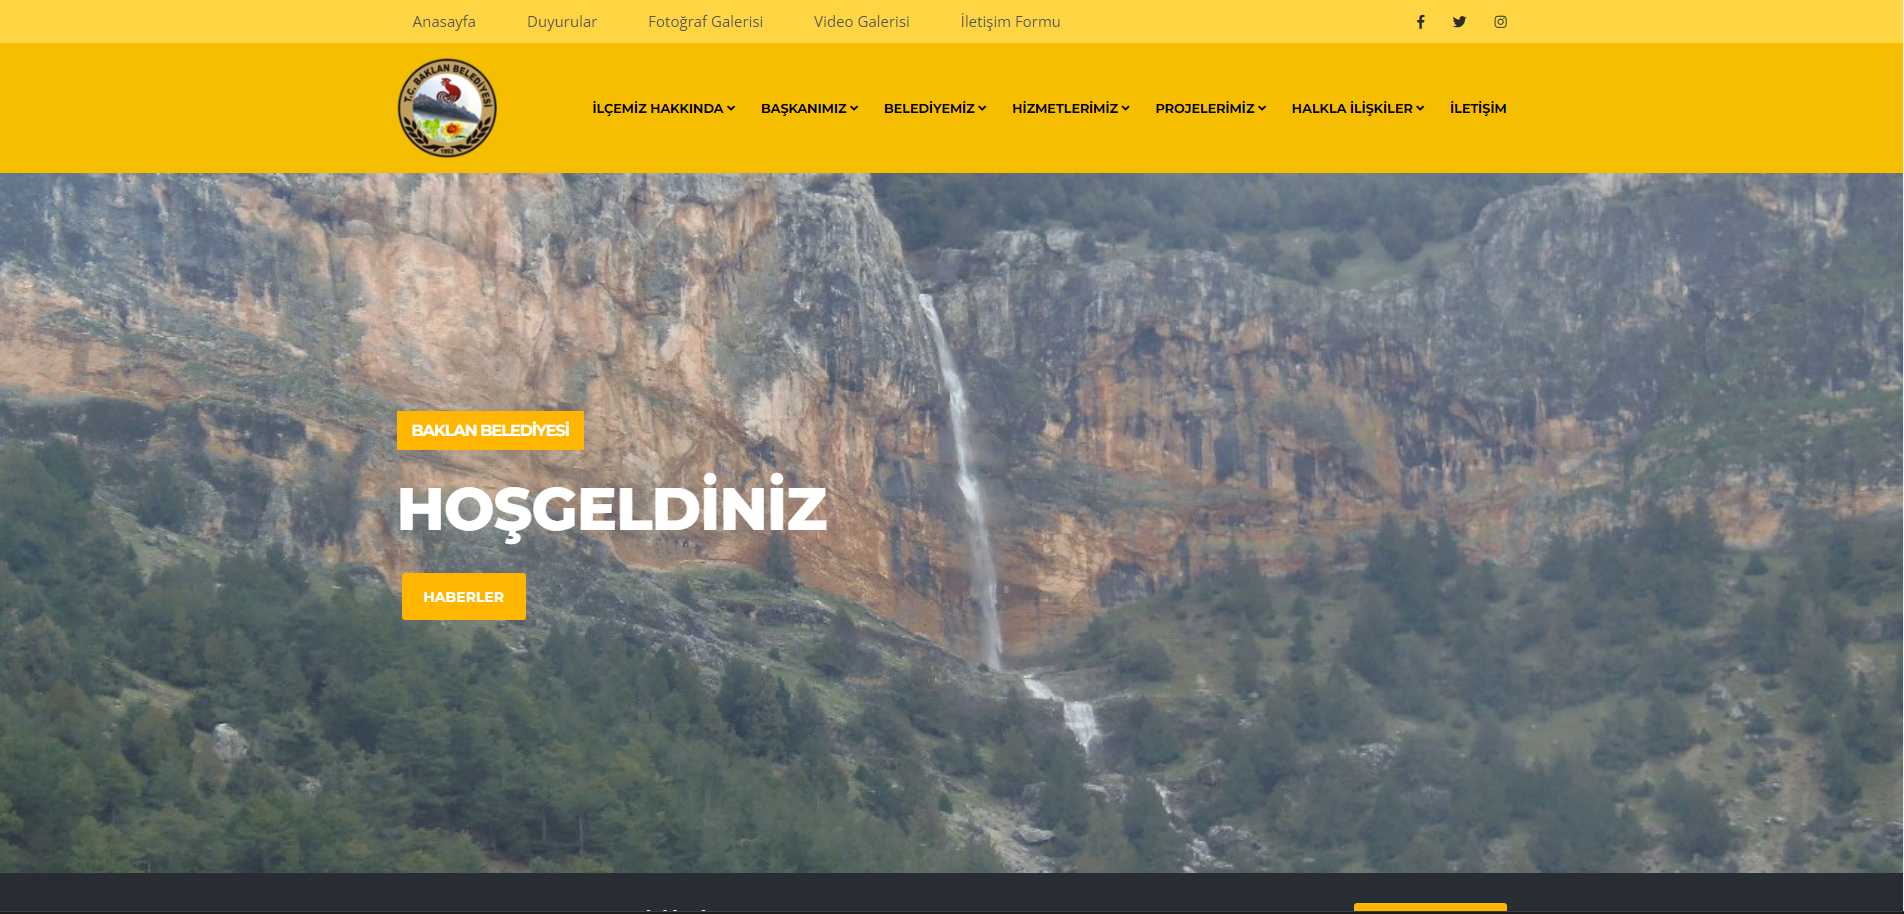 Anasayfa Duyurular Fotoğraf Galerisi Video Galerisi İletişim Formu
T.C. BAKLAN BELEDİYESİ
1952
İLÇEMİZ HAKKINDA BAŞKANIMIZ BELEDİYEMİZ HİZMETLERİMİZ PROJELERİMİZ HALKLA İLİŞKİLER İLETİŞİM
BAKLAN BELEDİYESİ
HOŞGELDİNİZ
HABERLER